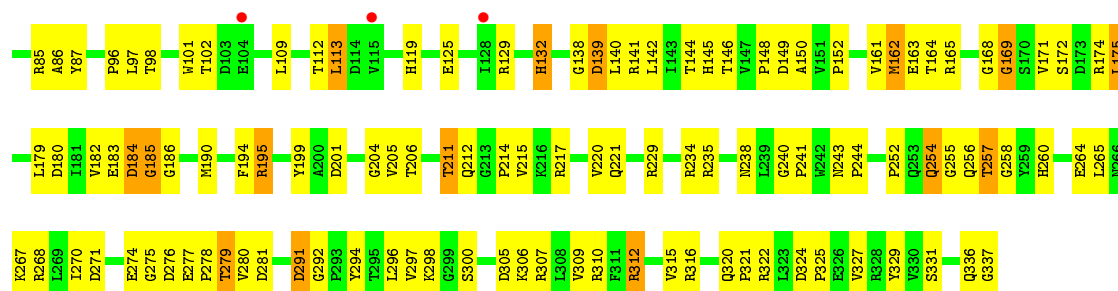 R85 A86 Y87 P96 L97 T98 W101 T102 D103 E104 L109 T112 L113 D114 V115 H119 E125 I128 R129 H132 G138 D139 L140 R141 L142 I143 T144 H145 T146 V147 P148 D149 A150 V151 P152 V161 M162 E163 T164 R165 G168 G169 S170 V171 S172 D173 R174 L175
L179 D180 I181 V182 E183 D184 G185 G186 M190 F194 R195 Y199 A200 D201 G204 V205 T206 T211 Q212 G213 P214 V215 K216 R217 V220 Q221 R229 R234 R235 N238 L239 G240 P241 W242 N243 P244 P252 Q253 Q254 G255 Q256 T257 G258 Y259 H260 E264 L265 N266
K267 R268 L269 I270 D271 E274 G275 D276 E277 P278 T279 V280 D281 D291 G292 P293 Y294 T295 L296 V297 K298 G299 S300 D305 K306 R307 L308 V309 R310 F311 R312 V315 R316 Q320 P321 R322 L323 D324 P325 E326 V327 R328 Y329 V330 S331 Q336 G337